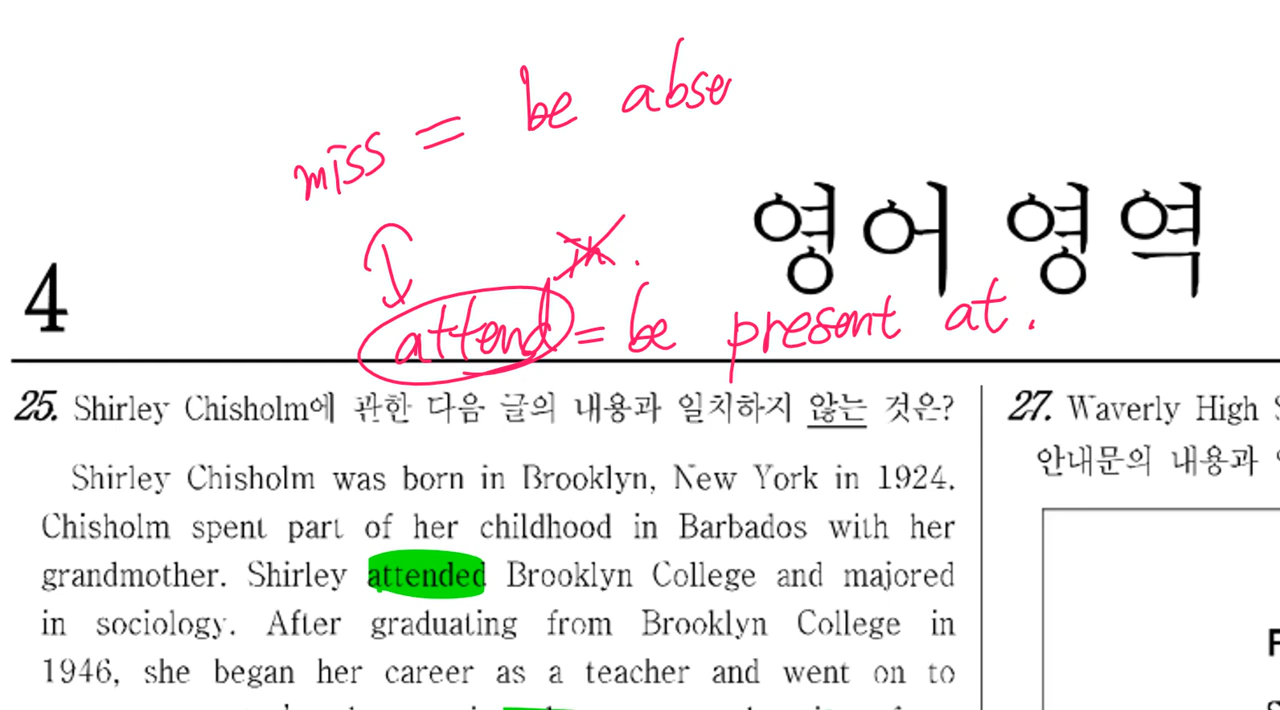 miss = be abse
in.
attend = be present at.
영어 영역
4
25. Shirley Chisholm에 관한 다음 글의 내용과 일치하지 않는 것은?
Shirley Chisholm was born in Brooklyn, New York in 1924.
Chisholm spent part of her childhood in Barbados with her
grandmother. Shirley attended Brooklyn College and majored
in sociology. After graduating from Brooklyn College in
1946, she began her career as a teacher and went on to
27. Waverly High S
안내문의 내용과